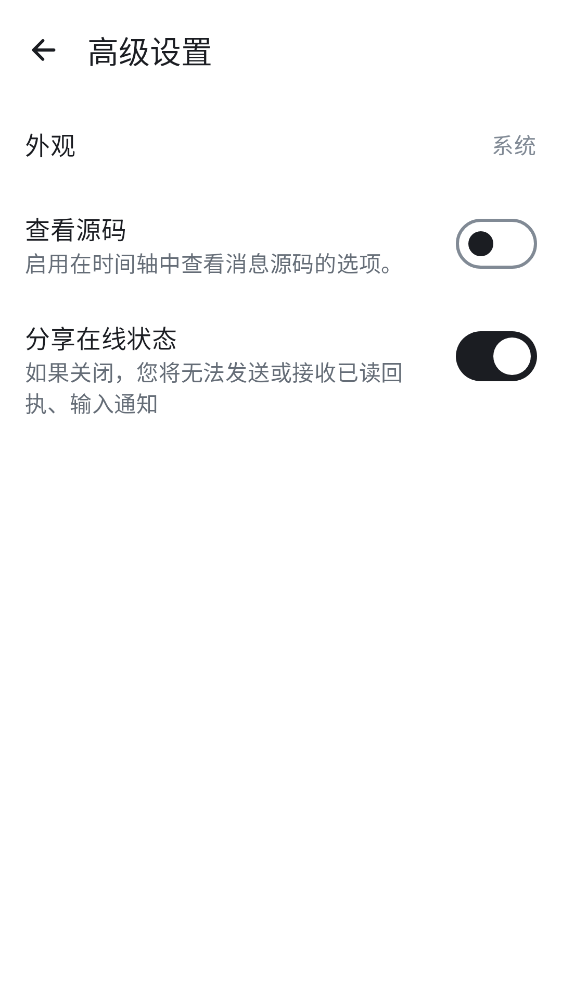 高级设置
外观
系统
查看源码
启用在时间轴中查看消息源码的选项。
分享在线状态
如果关闭，您将无法发送或接收已读回
执、输入通知